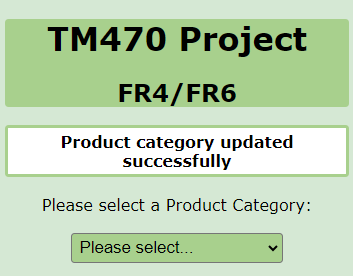 TM470 Project
FR4/FR6
Product category updated
successfully
Please select a Product Category:
Please select...